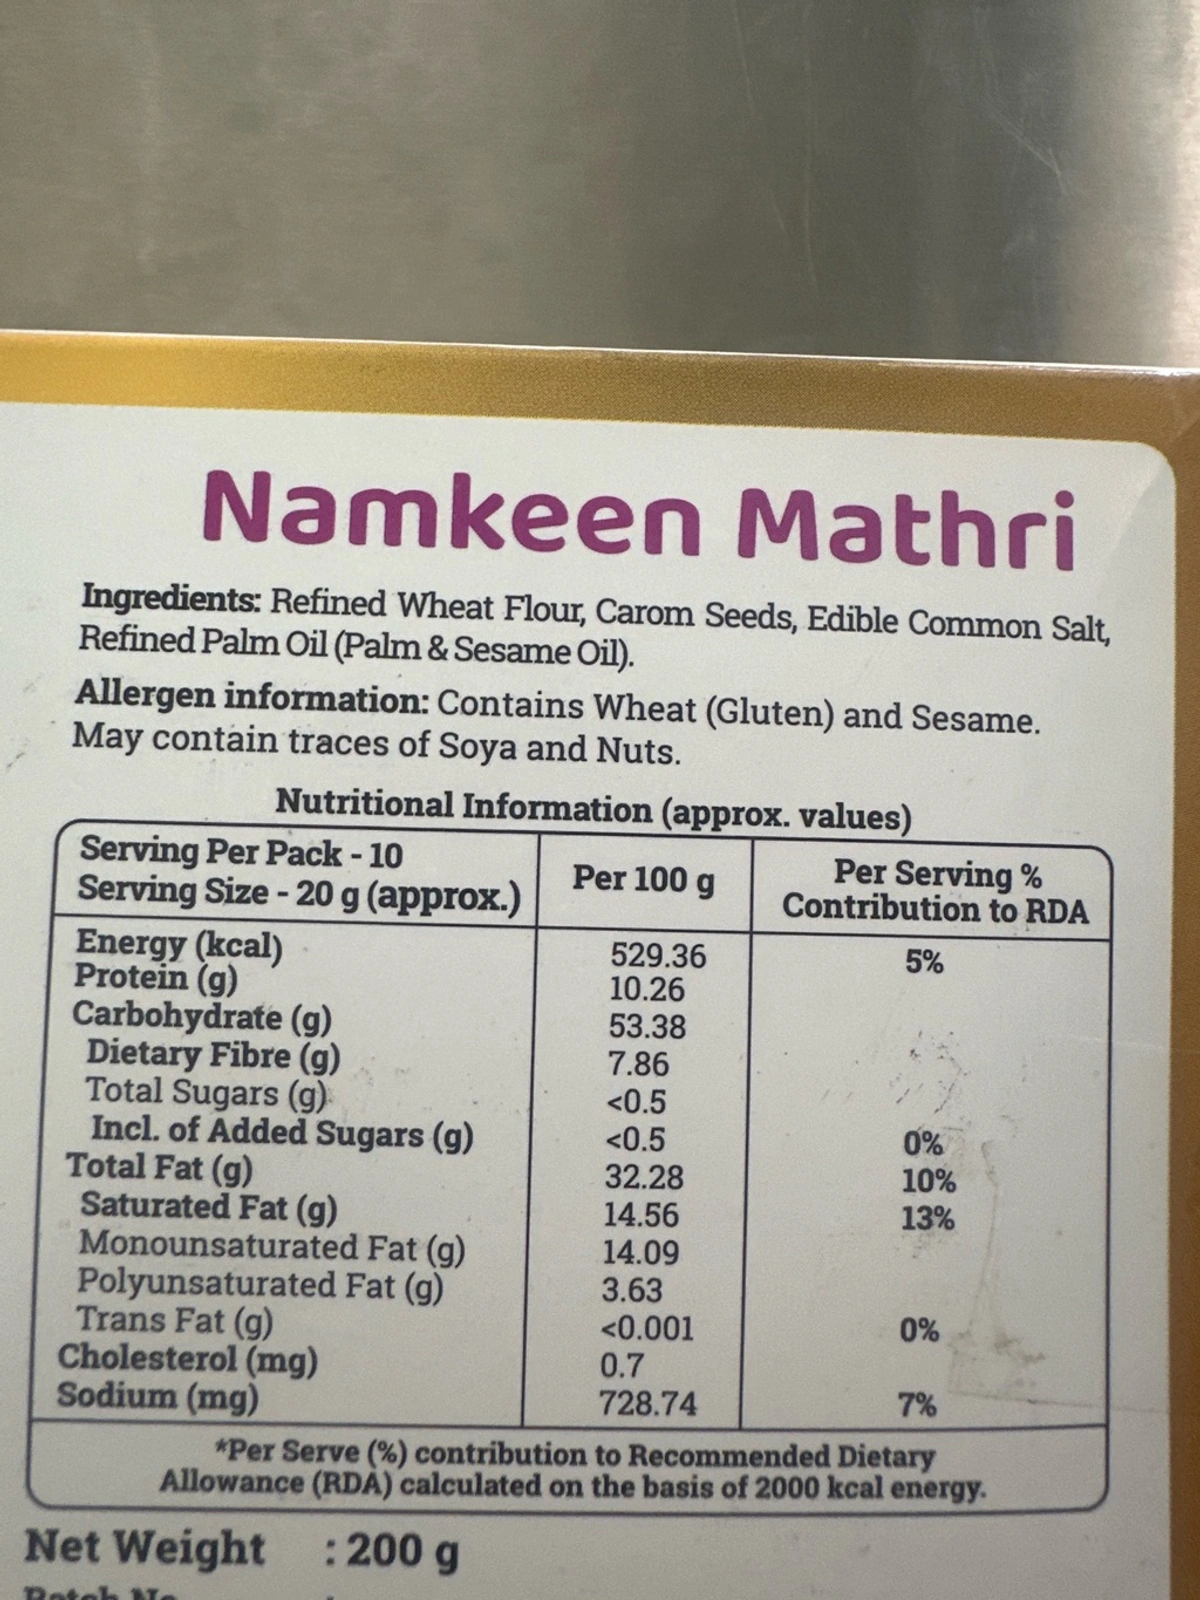 Namkeen Mathri
Ingredients: Refined Wheat Flour, Carom Seeds, Edible Common Salt,
Refined Palm Oil (Palm & Sesame Oil).
Allergen information: Contains Wheat (Gluten) and Sesame.
May contain traces of Soya and Nuts.
Nutritional Information (approx. values)
Serving Per Pack - 10
Serving Size - 20 g (approx.) Per 100 g Per Serving %
Contribution to RDA
Energy (kcal) 529.36 5%
Protein (g) 10.26
Carbohydrate (g) 53.38
Dietary Fibre (g) 7.86
Total Sugars (g) <0.5
Incl. of Added Sugars (g) <0.5 0%
Total Fat (g) 32.28 10%
Saturated Fat (g) 14.56 13%
Monounsaturated Fat (g) 14.09
Polyunsaturated Fat (g) 3.63
Trans Fat (g) <0.001 0%
Cholesterol (mg) 0.7
Sodium (mg) 728.74 7%
*Per Serve (%) contribution to Recommended Dietary
Allowance (RDA) calculated on the basis of 2000 kcal energy.
Net Weight : 200 g
Batch No.